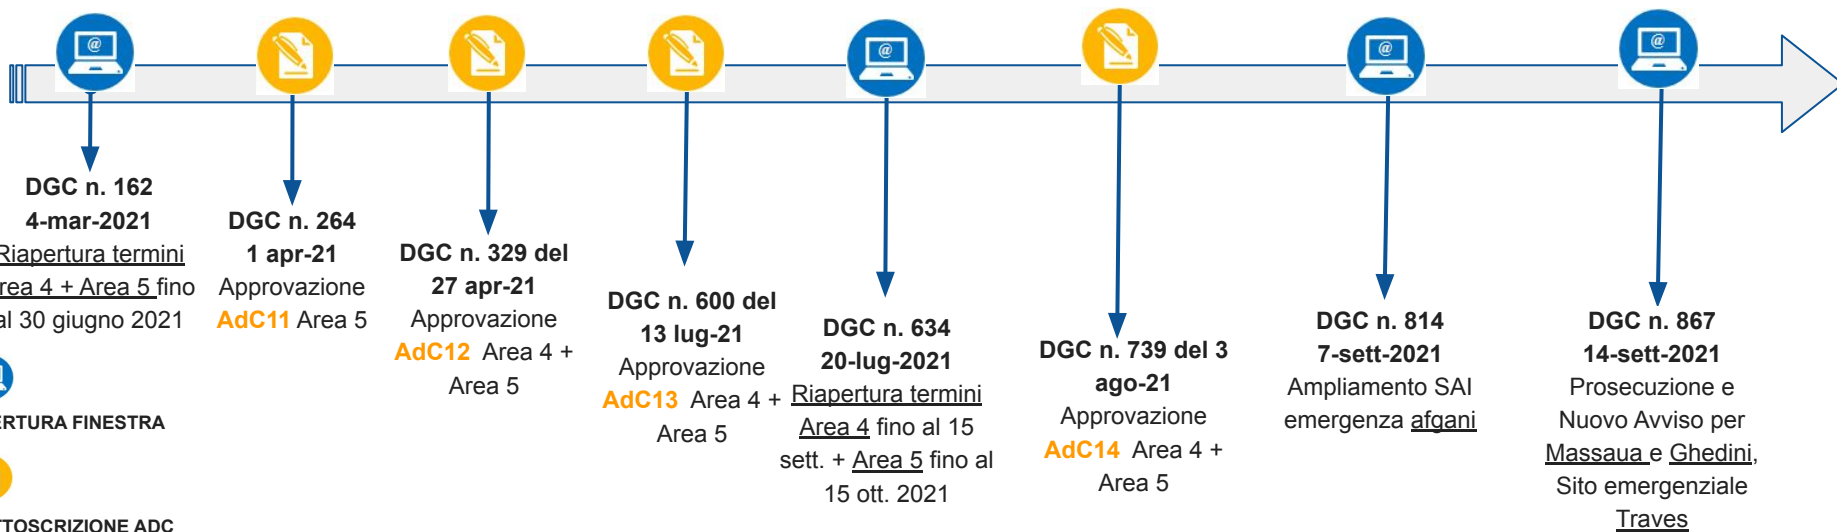 @
@
@
@
DGC n. 162
4-mar-2021
Riapertura termini
Area 4 + Area 5 fino
al 30 giugno 2021
DGC n. 264
1 apr-21
Approvazione
AdC11 Area 5
DGC n. 329 del
27 apr-21
Approvazione
AdC12 Area 4 +
Area 5
DGC n. 600 del
13 lug-21
Approvazione
AdC13 Area 4 +
Area 5
DGC n. 634
20-lug-2021
Riapertura termini
Area 4 fino al 15
sett. + Area 5 fino al
15 ott. 2021
DGC n. 739 del 3
ago-21
Approvazione
AdC14 Area 4 +
Area 5
DGC n. 814
7-sett-2021
Ampliamento SAI
emergenza afgani
DGC n. 867
14-sett-2021
Prosecuzione e
Nuovo Avviso per
Massaua e Ghedini,
Sito emergenziale
Traves
ERTURA FINESTRA
TTOSCRIZIONE ADC